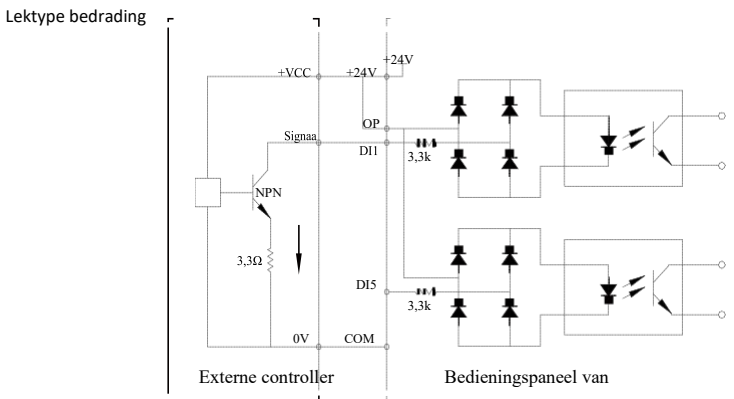 Lektype bedrading
+24V
+VCC
+24V
OP
Signaa
DI1
3,3k
NPN
3,3Ω
DI5
3,3k
0V
COM
Externe controller
Bedieningspaneel van